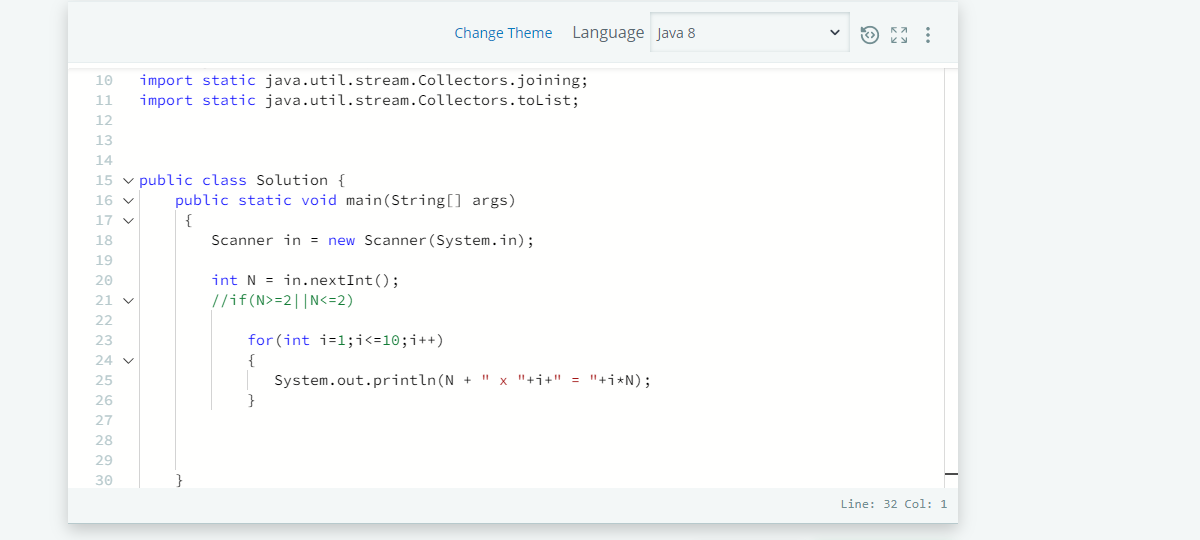 Change Theme Language Java 8
10 import static java.util.stream.Collectors.joining;
11 import static java.util.stream.Collectors.toList;
12
13
14
15 public class Solution {
16 public static void main(String[] args)
17 {
18 Scanner in = new Scanner(System.in);
19
20 int N = in.nextInt();
21 //if(N>=2||N<=2)
22
23 for(int i=1;i<=10;i++)
24 {
25 System.out.println(N + " x "+i+" = "+i*N);
26 }
27
28
29
30 }
Line: 32 Col: 1